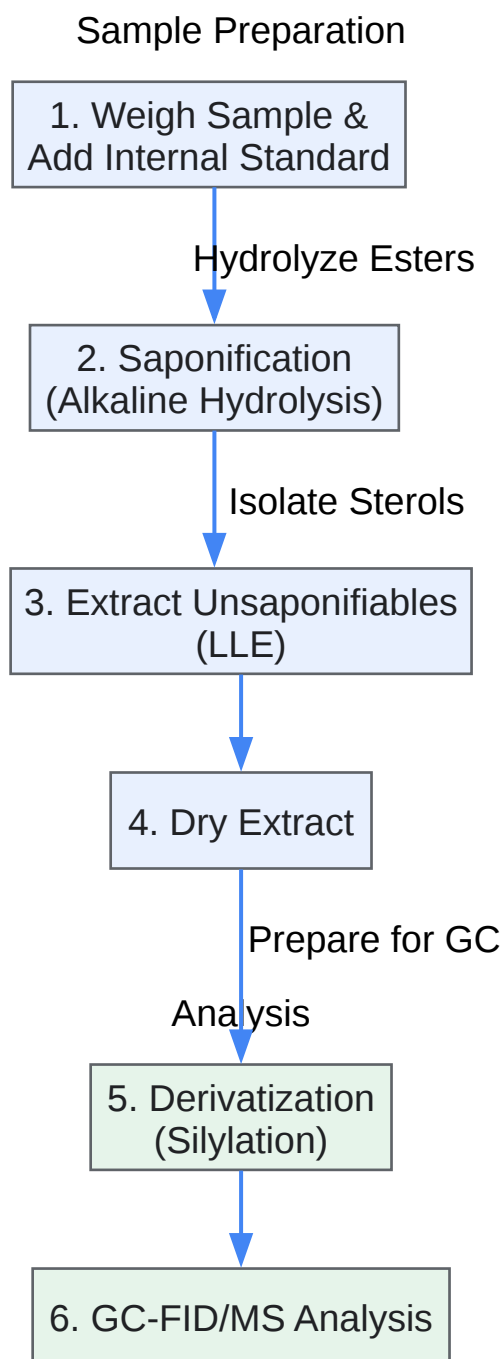 Sample Preparation
1. Weigh Sample &
Add Internal Standard
Hydrolyze Esters
2. Saponification
(Alkaline Hydrolysis)
Isolate Sterols
3. Extract Unsaponifiables
(LLE)
4. Dry Extract
Prepare for GC
Analysis
5. Derivatization
(Silylation)
6. GC-FID/MS Analysis